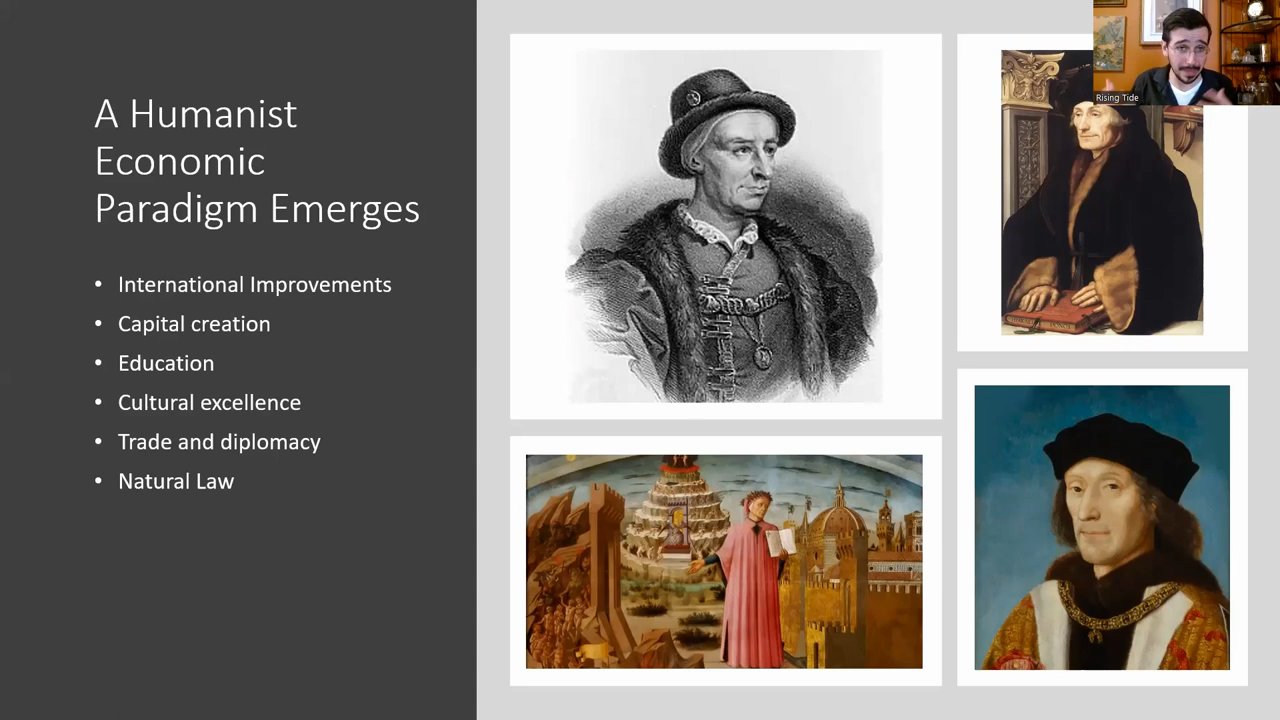 A Humanist
Economic
Paradigm Emerges
• International Improvements
• Capital creation
• Education
• Cultural excellence
• Trade and diplomacy
• Natural Law
Rising Tide